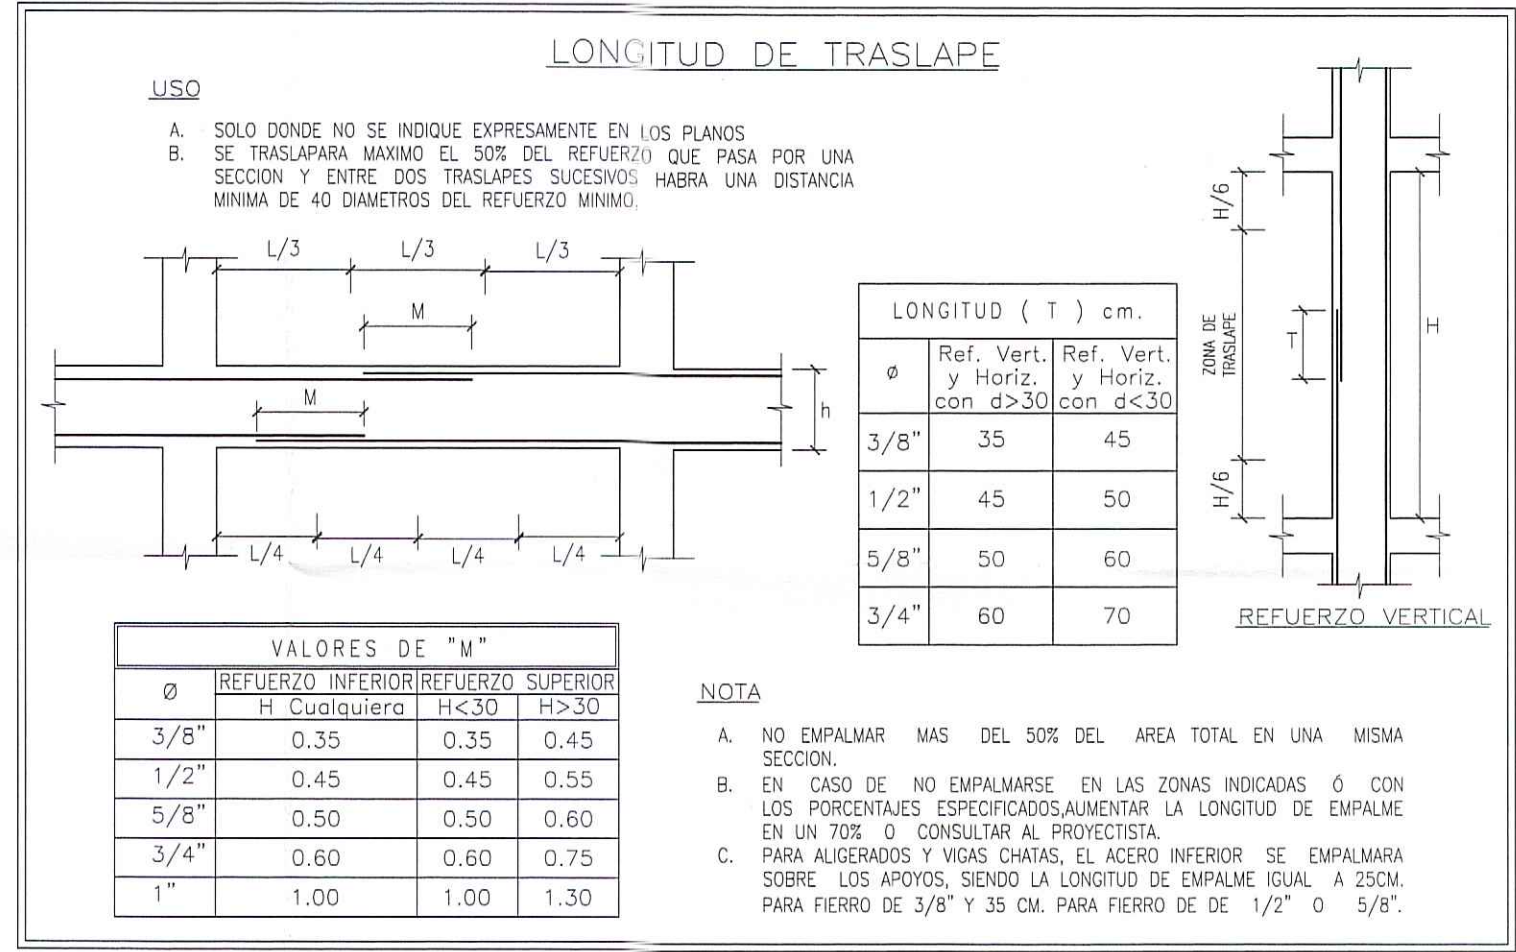 LONGITUD DE TRASLAPE
USO
A. SOLO DONDE NO SE INDIQUE EXPRESAMENTE EN LOS PLANOS
B. SE TRASLAPARA MAXIMO EL 50% DEL REFUERZO QUE PASA POR UNA
SECCION Y ENTRE DOS TRASLAPES SUCESIVOS HABRA UNA DISTANCIA
MINIMA DE 40 DIAMETROS DEL REFUERZO MINIMO.
L/3 L/3 L/3
M
M
h
L/4 L/4 L/4 L/4
LONGITUD ( T ) cm.
Ø
Ref. Vert.
y Horiz.
con d>30
Ref. Vert.
y Horiz.
con d<30
3/8" 35 45
1/2" 45 50
5/8" 50 60
3/4" 60 70
H/6
ZONA DE
TRASLAPE
T
H
H/6
REFUERZO VERTICAL
VALORES DE "M"
Ø
REFUERZO INFERIOR REFUERZO SUPERIOR
H Cualquiera H<30 H>30
3/8" 0.35 0.35 0.45
1/2" 0.45 0.45 0.55
5/8" 0.50 0.50 0.60
3/4" 0.60 0.60 0.75
1" 1.00 1.00 1.30
NOTA
A. NO EMPALMAR MAS DEL 50% DEL AREA TOTAL EN UNA MISMA
SECCION.
B. EN CASO DE NO EMPALMARSE EN LAS ZONAS INDICADAS Ó CON
LOS PORCENTAJES ESPECIFICADOS,AUMENTAR LA LONGITUD DE EMPALME
EN UN 70% O CONSULTAR AL PROYECTISTA.
C. PARA ALIGERADOS Y VIGAS CHATAS, EL ACERO INFERIOR SE EMPALMARA
SOBRE LOS APOYOS, SIENDO LA LONGITUD DE EMPALME IGUAL A 25CM.
PARA FIERRO DE 3/8" Y 35 CM. PARA FIERRO DE DE 1/2" O 5/8".